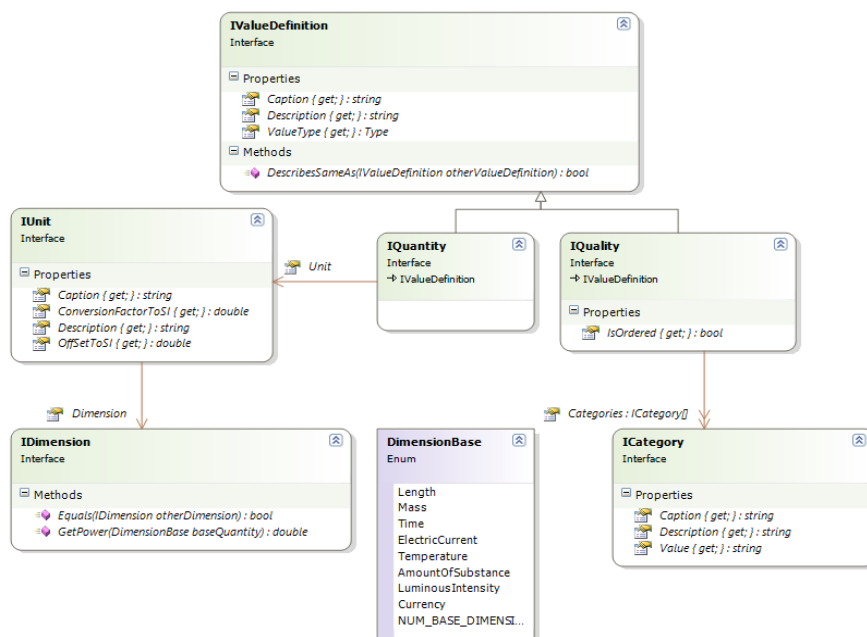 IValueDefinition
Interface
Properties
Caption { get; } : string
Description { get; } : string
ValueType { get; } : Type
Methods
DescribesSameAs(IValueDefinition otherValueDefinition) : bool
IUnit
Interface
Properties
Caption { get; } : string
ConversionFactorToSI { get; } : double
Description { get; } : string
OffSetToSI { get; } : double
Unit
IQuantity
Interface
IValueDefinition
IQuality
Interface
IValueDefinition
Properties
IsOrdered { get; } : bool
Dimension
Categories : ICategory[]
IDimension
Interface
Methods
Equals(IDimension otherDimension) : bool
GetPower(DimensionBase baseQuantity) : double
DimensionBase
Enum
Length
Mass
Time
ElectricCurrent
Temperature
AmountOfSubstance
LuminousIntensity
Currency
NUM_BASE_DIMENSI...
ICategory
Interface
Properties
Caption { get; } : string
Description { get; } : string
Value { get; } : string